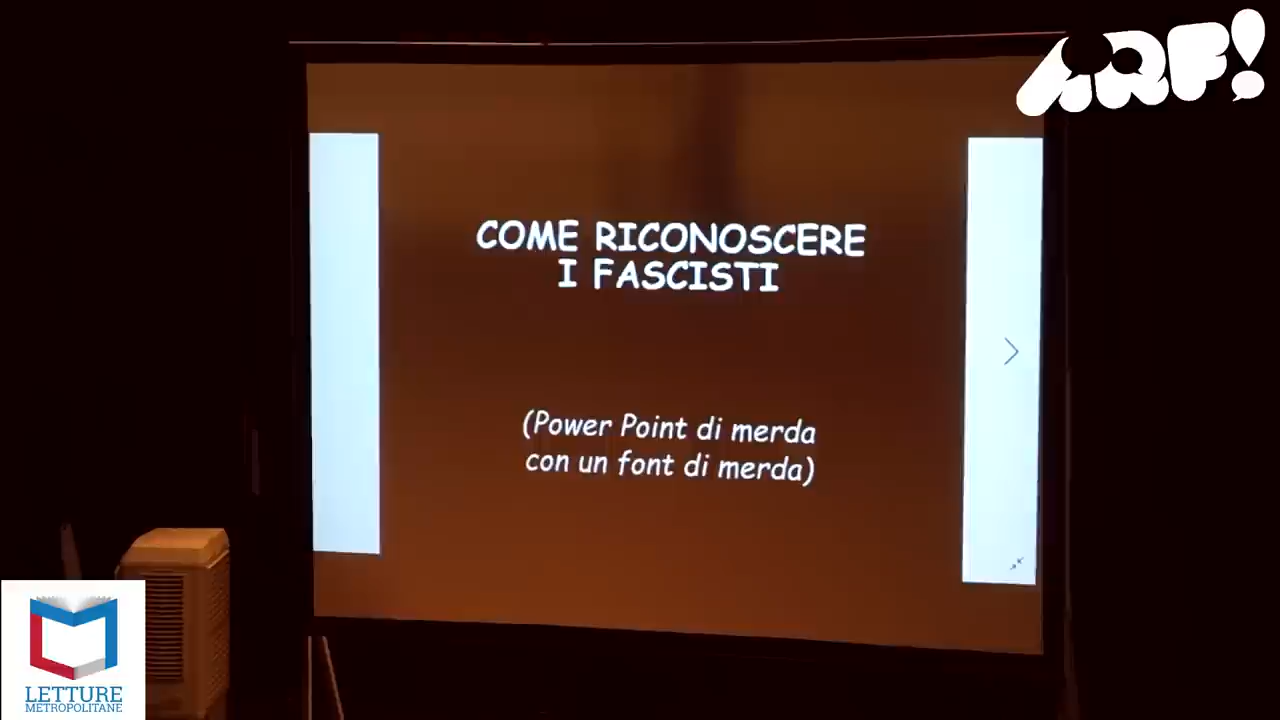 ARF!
COME RICONOSCERE
I FASCISTI
(Power Point di merda
con un font di merda)
LETTURE
METROPOLITANE